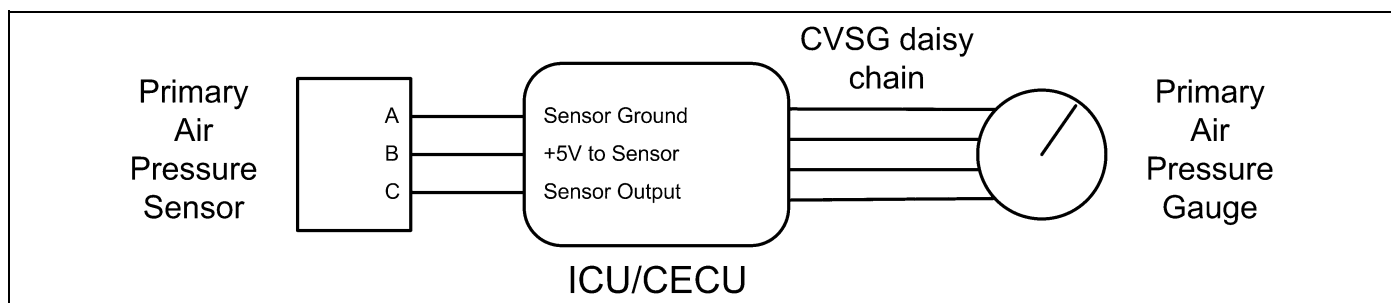 Primary
Air
Pressure
Sensor
A
B
C
Sensor Ground
+5V to Sensor
Sensor Output
ICU/CECU
CVSG daisy
chain
Primary
Air
Pressure
Gauge